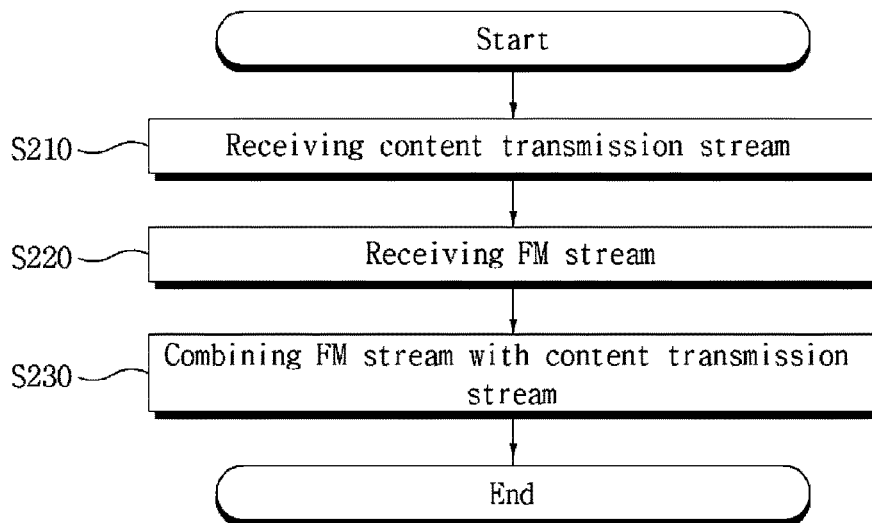 Start
S210
Receiving content transmission stream
S220
Receiving FM stream
S230
Combining FM stream with content transmission
stream
End